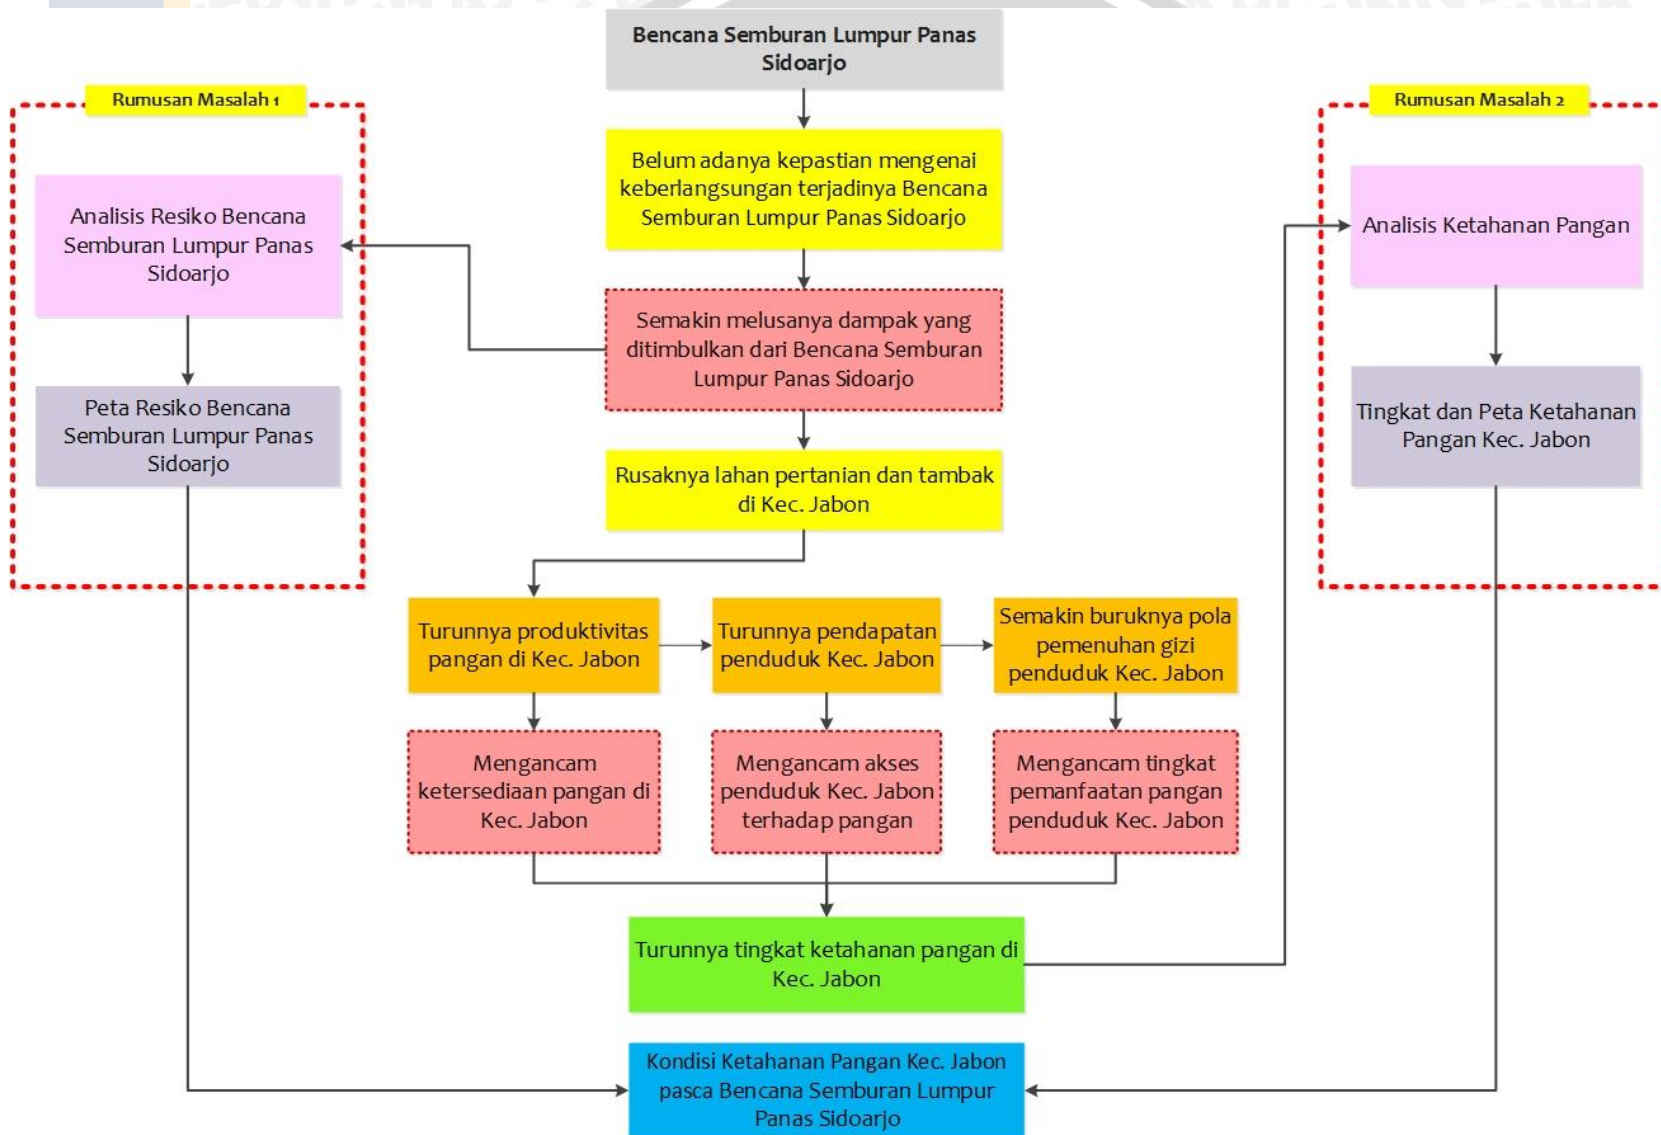 Bencana Semburan Lumpur Panas
Sidoarjo
Rumusan Masalah 1
Rumusan Masalah 2
Belum adanya kepastian mengenai
keberlangsungan terjadinya Bencana
Semburan Lumpur Panas Sidoarjo
Analisis Resiko Bencana
Semburan Lumpur Panas
Sidoarjo
Analisis Ketahanan Pangan
Semakin melusanya dampak yang
ditimbulkan dari Bencana Semburan
Lumpur Panas Sidoarjo
Peta Resiko Bencana
Semburan Lumpur Panas
Sidoarjo
Tingkat dan Peta Ketahanan
Pangan Kec. Jabon
Rusaknya lahan pertanian dan tambak
di Kec. Jabon
Turunnya produktivitas
pangan di Kec. Jabon
Turunnya pendapatan
penduduk Kec. Jabon
Semakin buruknya pola
pemenuhan gizi
penduduk Kec. Jabon
Mengancam
ketersediaan pangan di
Kec. Jabon
Mengancam akses
penduduk Kec. Jabon
terhadap pangan
Mengancam tingkat
pemanfaatan pangan
penduduk Kec. Jabon
Turunnya tingkat ketahanan pangan di
Kec. Jabon
Kondisi Ketahanan Pangan Kec. Jabon
pasca Bencana Semburan Lumpur
Panas Sidoarjo